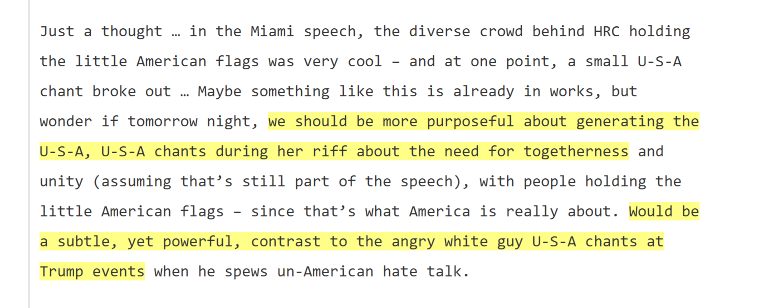 Just a thought … in the Miami speech, the diverse crowd behind HRC holding
the little American flags was very cool – and at one point, a small U-S-A
chant broke out … Maybe something like this is already in works, but
wonder if tomorrow night, we should be more purposeful about generating the
U-S-A, U-S-A chants during her riff about the need for togetherness and
unity (assuming that’s still part of the speech), with people holding the
little American flags – since that’s what America is really about. Would be
a subtle, yet powerful, contrast to the angry white guy U-S-A chants at
Trump events when he spews un-American hate talk.